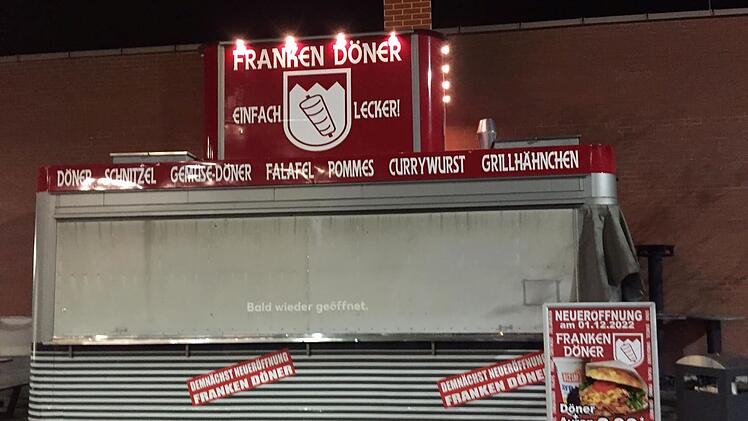 FRANKEN DÖNER
EINFACH LECKER!
DÖNER SCHNITZEL GEMÜSE-DÖNER FALAFEL POMMES CURRYWURST GRILLHÄHNCHEN
Bald wieder geöffnet.
DEMNÄCHST NEUERÖFFNUNG
FRANKEN DÖNER
DEMNÄCHST NEUERÖFFNUNG
FRANKEN DÖNER
NEUERÖFFNUNG
am 01.12.2022
FRANKEN
DÖNER
Döner
+